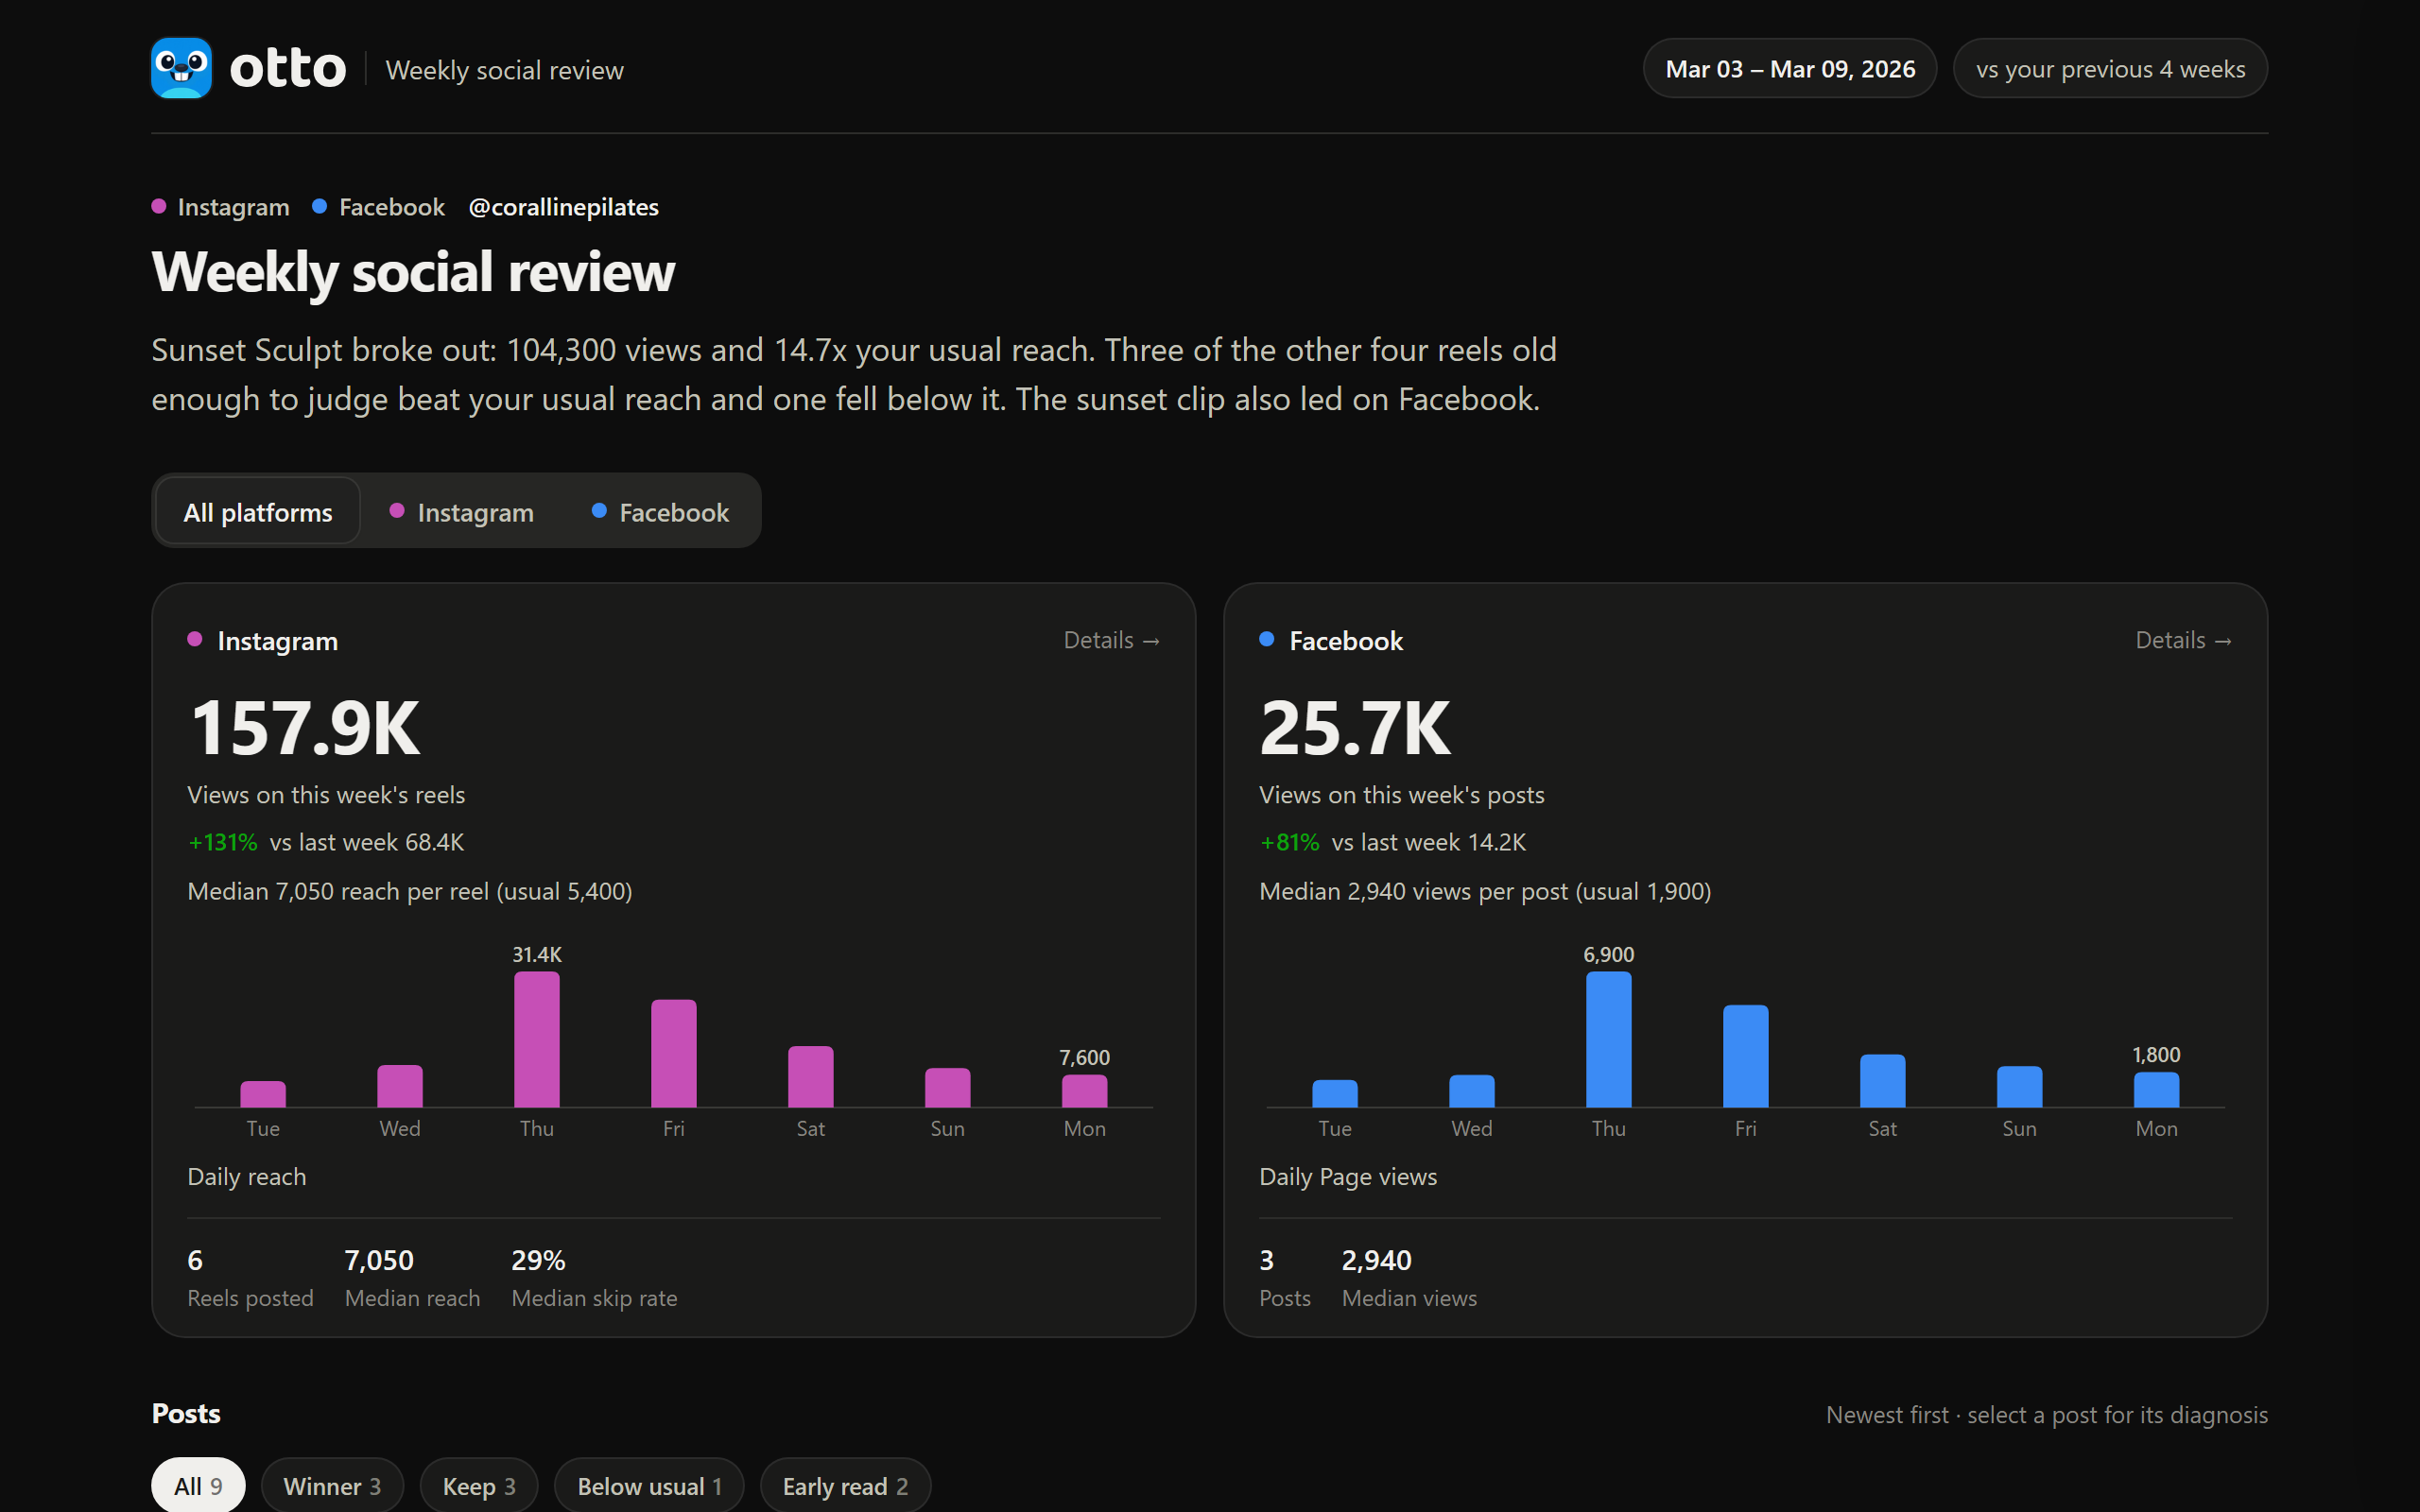 otto
Weekly social review
Mar 03 – Mar 09, 2026
vs your previous 4 weeks
Instagram Facebook @corallinepilates
Weekly social review
Sunset Sculpt broke out: 104,300 views and 14.7x your usual reach. Three of the other four reels old
enough to judge beat your usual reach and one fell below it. The sunset clip also led on Facebook.
All platforms Instagram Facebook
Instagram Details →
157.9K
Views on this week's reels
+131% vs last week 68.4K
Median 7,050 reach per reel (usual 5,400)
31.4K
7,600
Tue Wed Thu Fri Sat Sun Mon
Daily reach
6 7,050 29%
Reels posted Median reach Median skip rate
Facebook Details →
25.7K
Views on this week's posts
+81% vs last week 14.2K
Median 2,940 views per post (usual 1,900)
6,900
1,800
Tue Wed Thu Fri Sat Sun Mon
Daily Page views
3 2,940
Posts Median views
Posts
Newest first · select a post for its diagnosis
All 9 Winner 3 Keep 3 Below usual 1 Early read 2